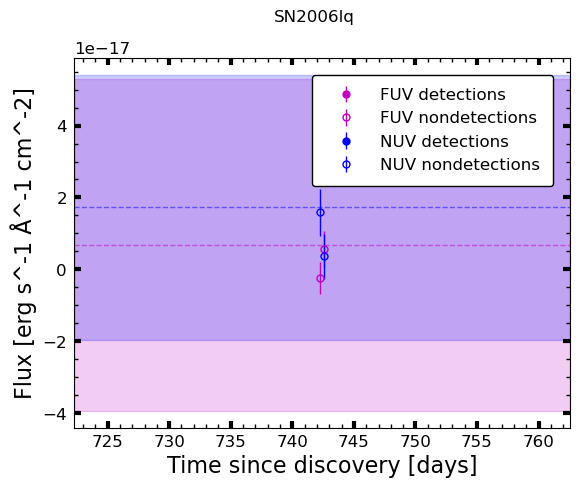 SN2006lq
1e−17
FUV detections
FUV nondetections
NUV detections
NUV nondetections
4
2
0
−2
−4
Flux [erg s^-1 Å^-1 cm^-2]
725 730 735 740 745 750 755 760
Time since discovery [days]